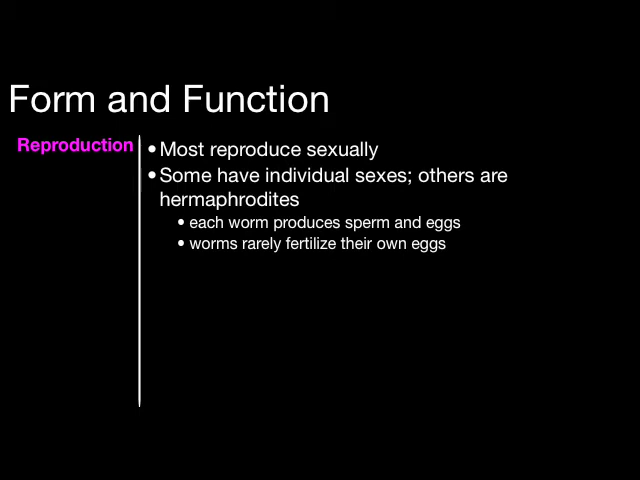 Form and Function
Reproduction
• Most reproduce sexually
• Some have individual sexes; others are
hermaphrodites
• each worm produces sperm and eggs
• worms rarely fertilize their own eggs